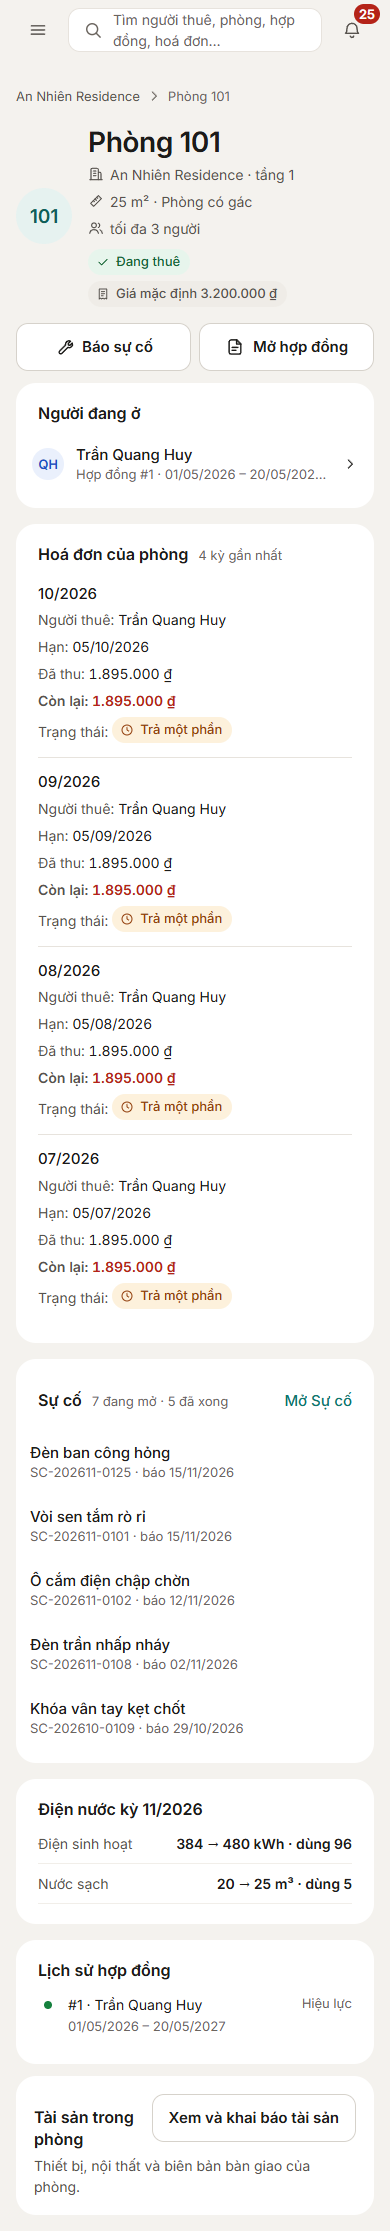 Tìm người thuê, phòng, hợp
đồng, hoá đơn...
25
An Nhiên Residence > Phòng 101
101
Phòng 101
An Nhiên Residence · tầng 1
25 m² · Phòng có gác
tối đa 3 người
Đang thuê
Giá mặc định 3.200.000 ₫
Báo sự cố
Mở hợp đồng
Người đang ở
QH
Trần Quang Huy
Hợp đồng #1 · 01/05/2026 – 20/05/202...
Hoá đơn của phòng 4 kỳ gần nhất
10/2026
Người thuê: Trần Quang Huy
Hạn: 05/10/2026
Đã thu: 1.895.000 ₫
Còn lại: 1.895.000 ₫
Trạng thái: Trả một phần
09/2026
Người thuê: Trần Quang Huy
Hạn: 05/09/2026
Đã thu: 1.895.000 ₫
Còn lại: 1.895.000 ₫
Trạng thái: Trả một phần
08/2026
Người thuê: Trần Quang Huy
Hạn: 05/08/2026
Đã thu: 1.895.000 ₫
Còn lại: 1.895.000 ₫
Trạng thái: Trả một phần
07/2026
Người thuê: Trần Quang Huy
Hạn: 05/07/2026
Đã thu: 1.895.000 ₫
Còn lại: 1.895.000 ₫
Trạng thái: Trả một phần
Sự cố 7 đang mở · 5 đã xong Mở Sự cố
Đèn ban công hỏng
SC-202611-0125 · báo 15/11/2026
Vòi sen tắm rò rỉ
SC-202611-0101 · báo 15/11/2026
Ổ cắm điện chập chờn
SC-202611-0102 · báo 12/11/2026
Đèn trần nhấp nháy
SC-202611-0108 · báo 02/11/2026
Khóa vân tay kẹt chốt
SC-202610-0109 · báo 29/10/2026
Điện nước kỳ 11/2026
Điện sinh hoạt 384 → 480 kWh · dùng 96
Nước sạch 20 → 25 m³ · dùng 5
Lịch sử hợp đồng
#1 · Trần Quang Huy Hiệu lực
01/05/2026 – 20/05/2027
Tài sản trong
phòng
Xem và khai báo tài sản
Thiết bị, nội thất và biên bản bàn giao của
phòng.